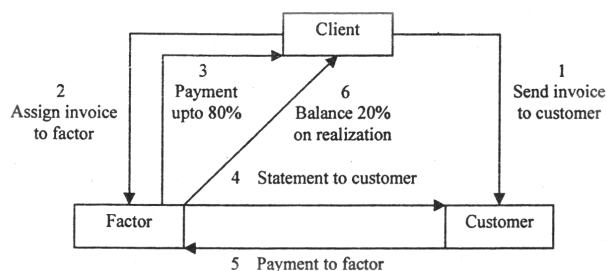 Client
2
Assign invoice
to factor
3
Payment
upto 80%
6
Balance 20%
on realization
1
Send invoice
to customer
4 Statement to customer
Factor
Customer
5 Payment to factor